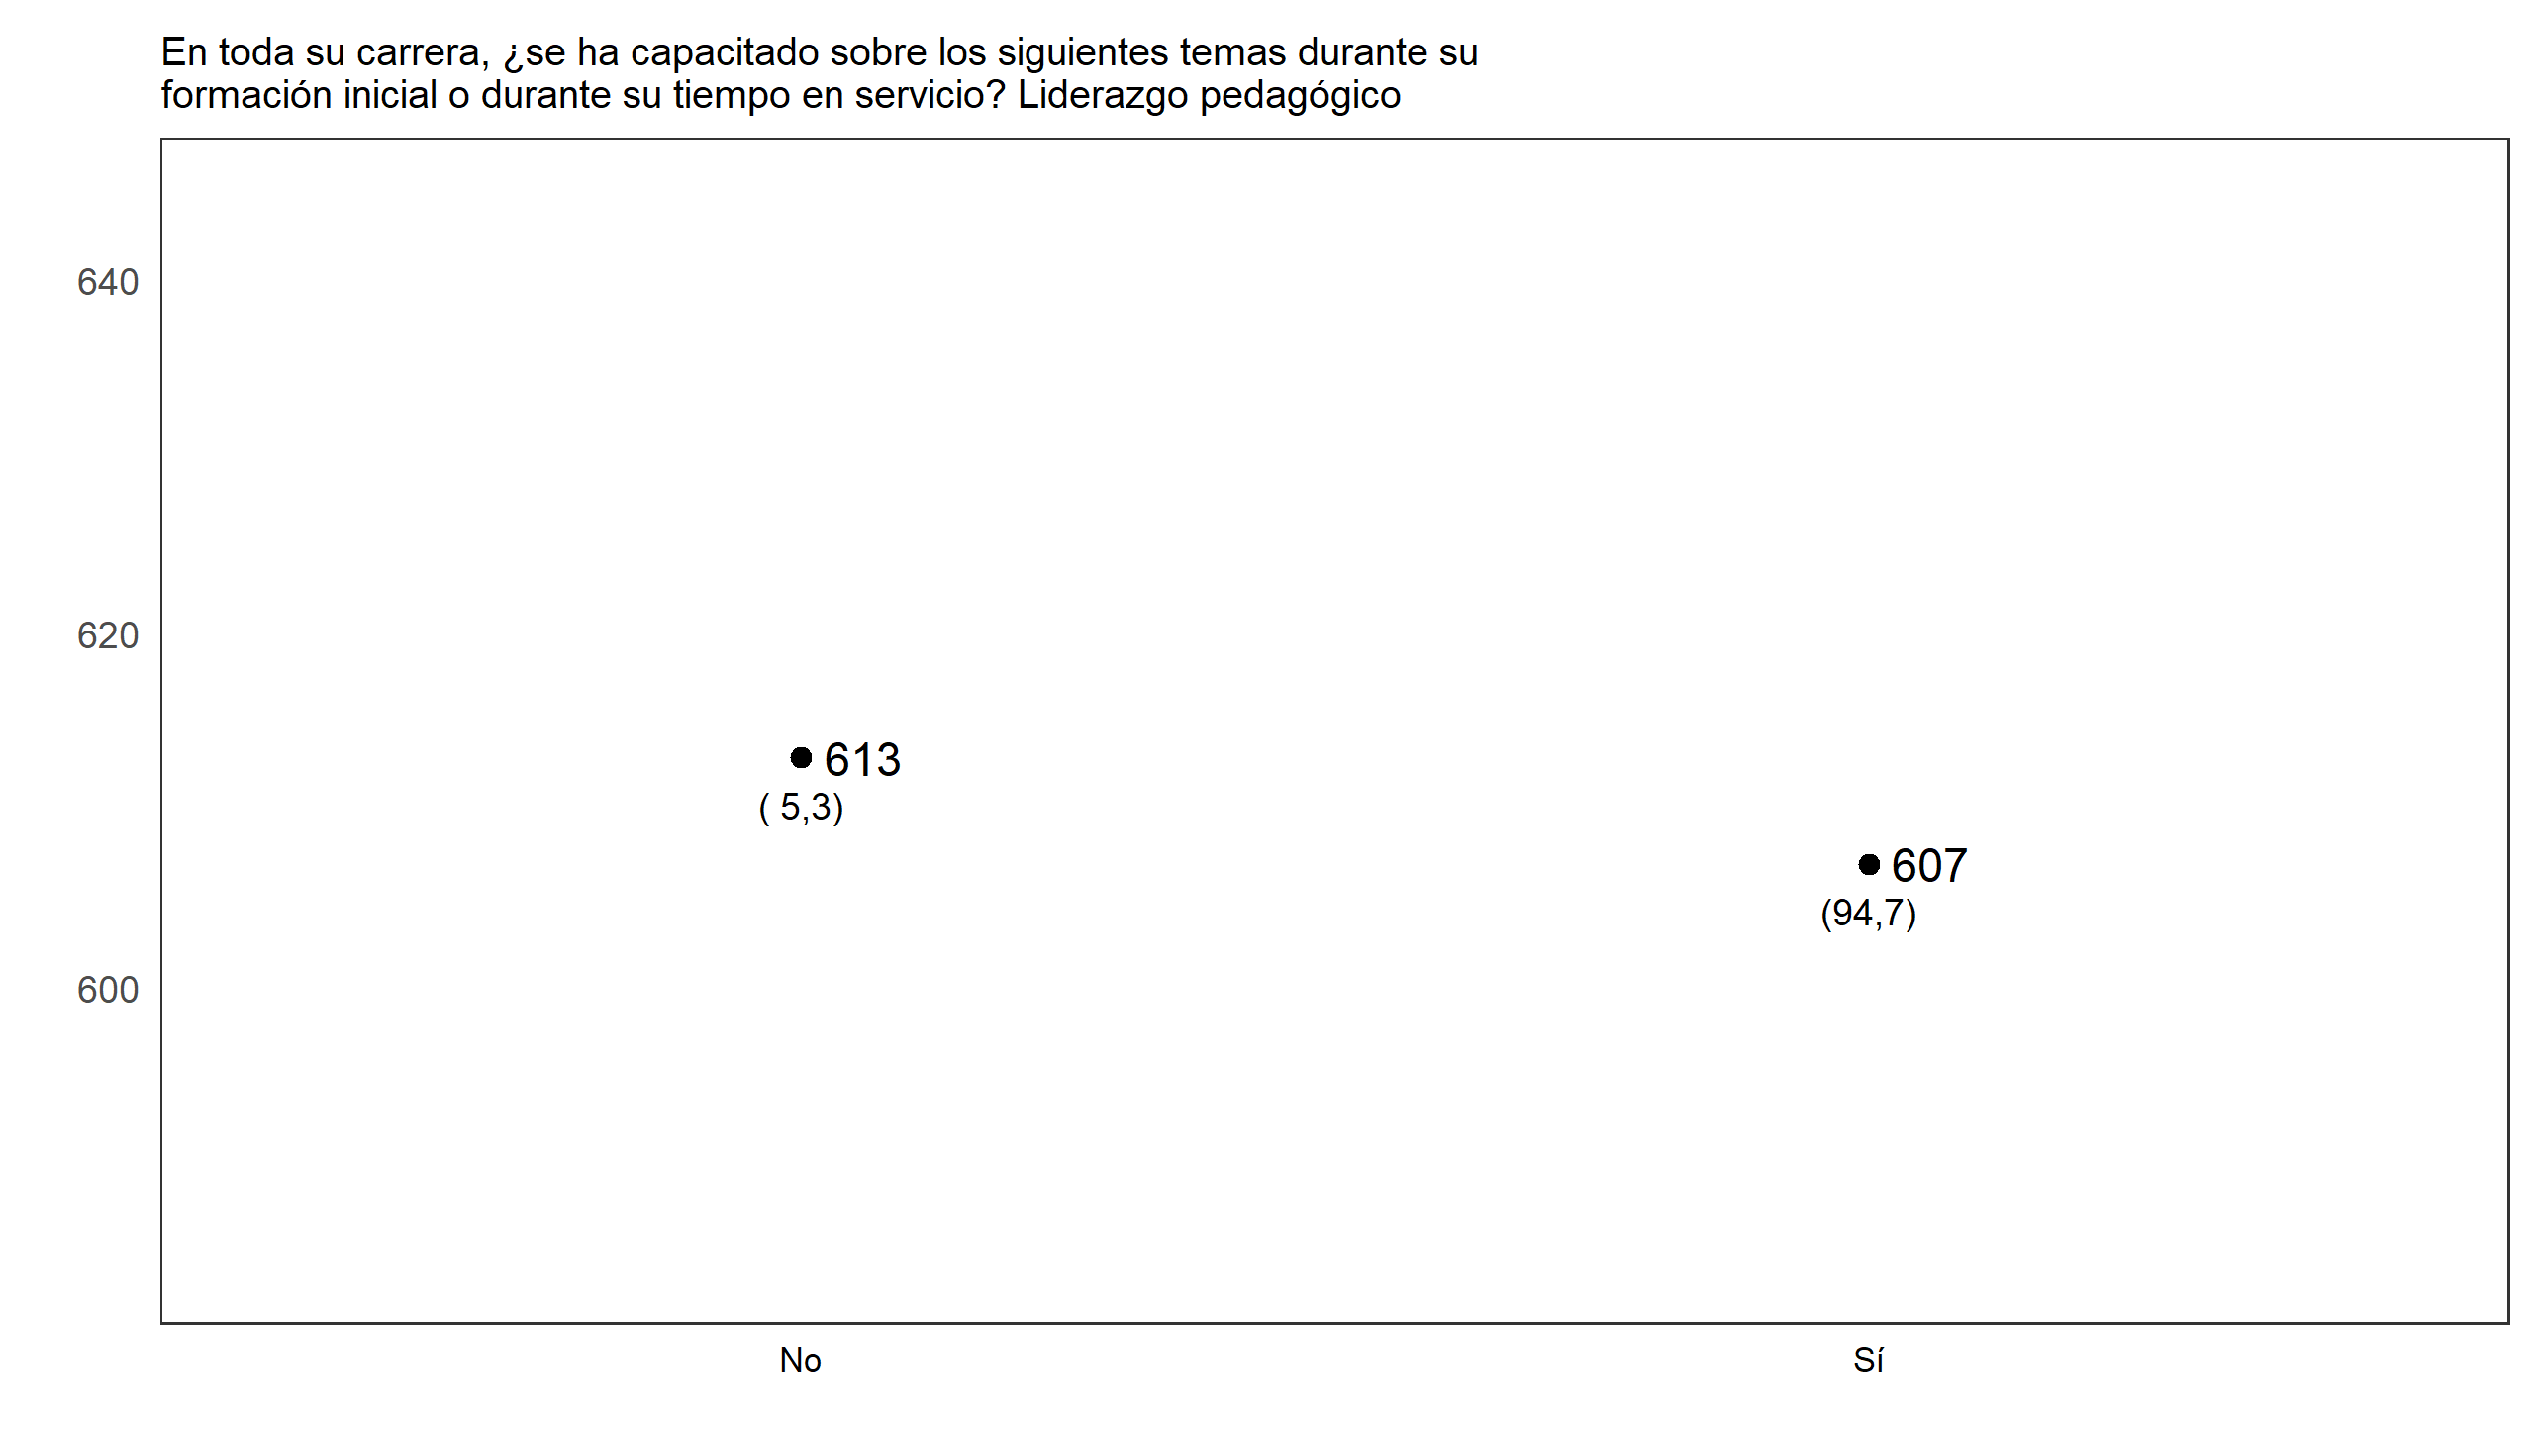 En toda su carrera, ¿se ha capacitado sobre los siguientes temas durante su
formación inicial o durante su tiempo en servicio? Liderazgo pedagógico
640
620
613
( 5,3)
607
(94,7)
600
No
Sí